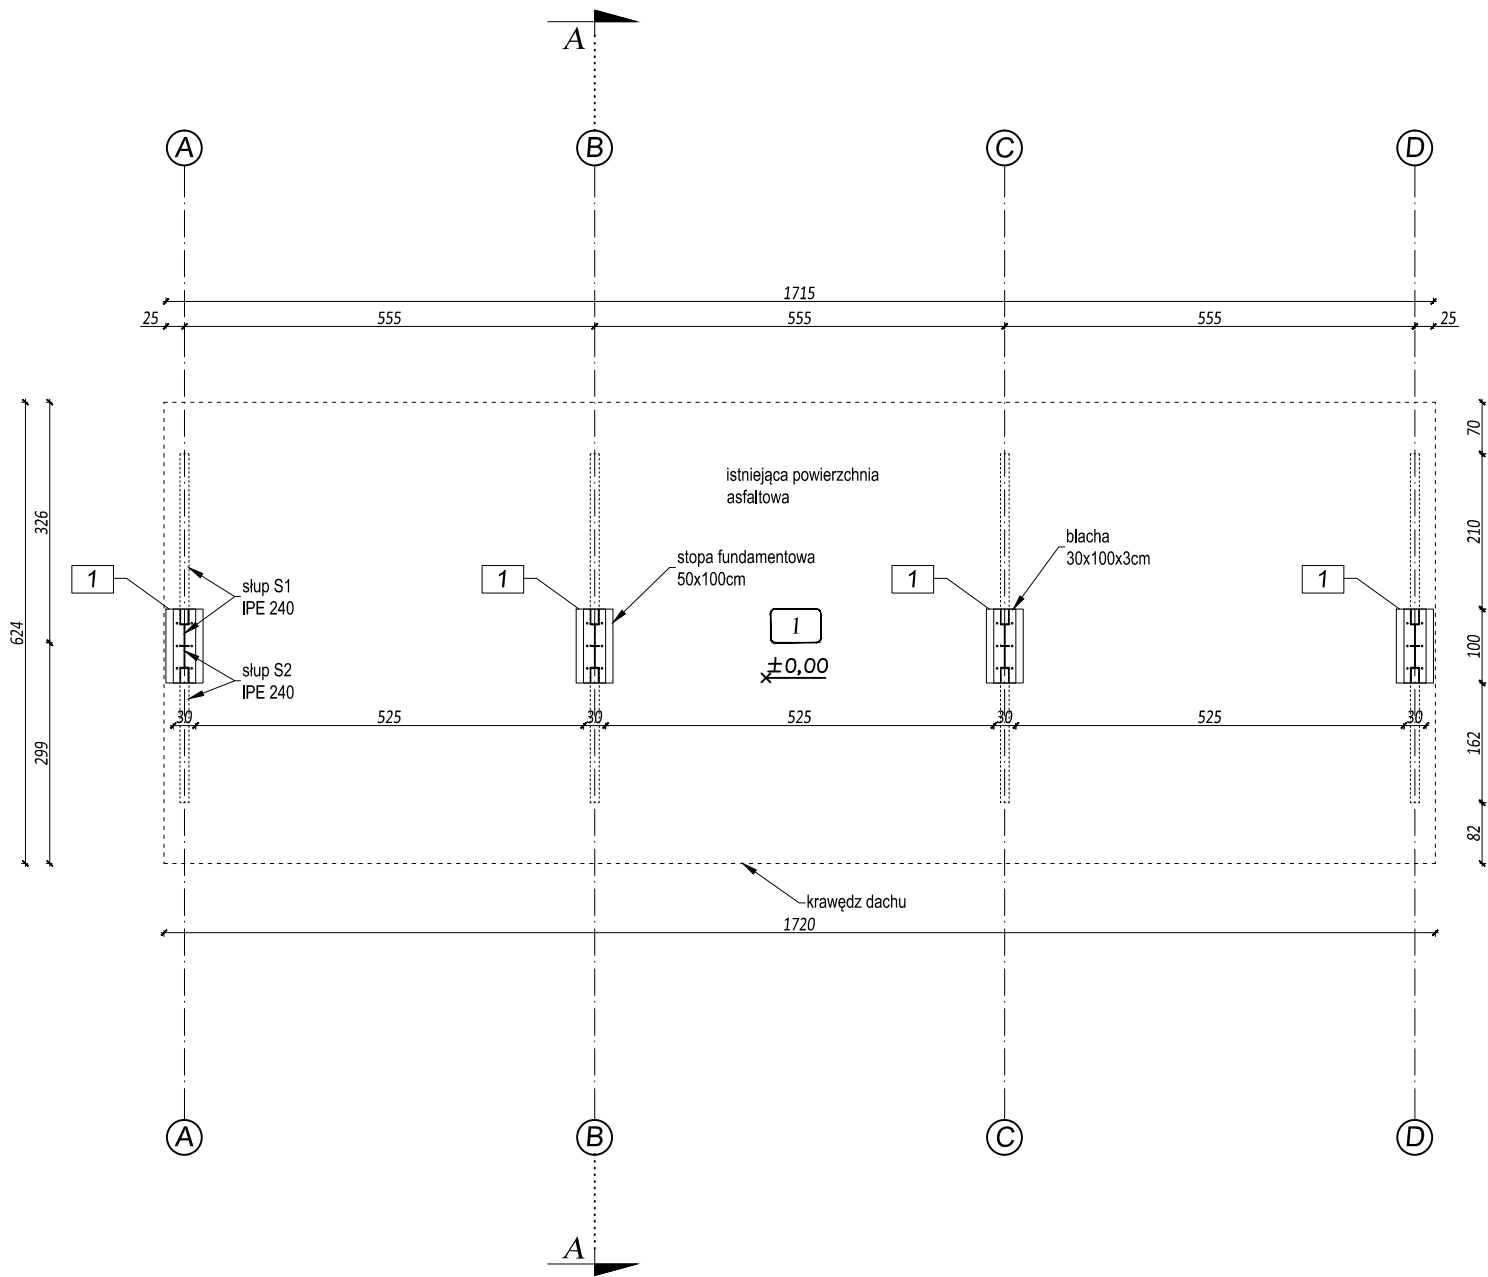 A
A
B
C
D
1715
25
555
555
555
25
70
istniejąca powierzchnia
asfaltowa
326
210
blacha
30x100x3cm
stopa fundamentowa
50x100cm
1
1
1
1
słup S1
IPE 240
624
1
100
±0,00
słup S2
IPE 240
30
525
30
525
30
525
30
299
162
82
krawędz dachu
1720
A
B
C
D
A